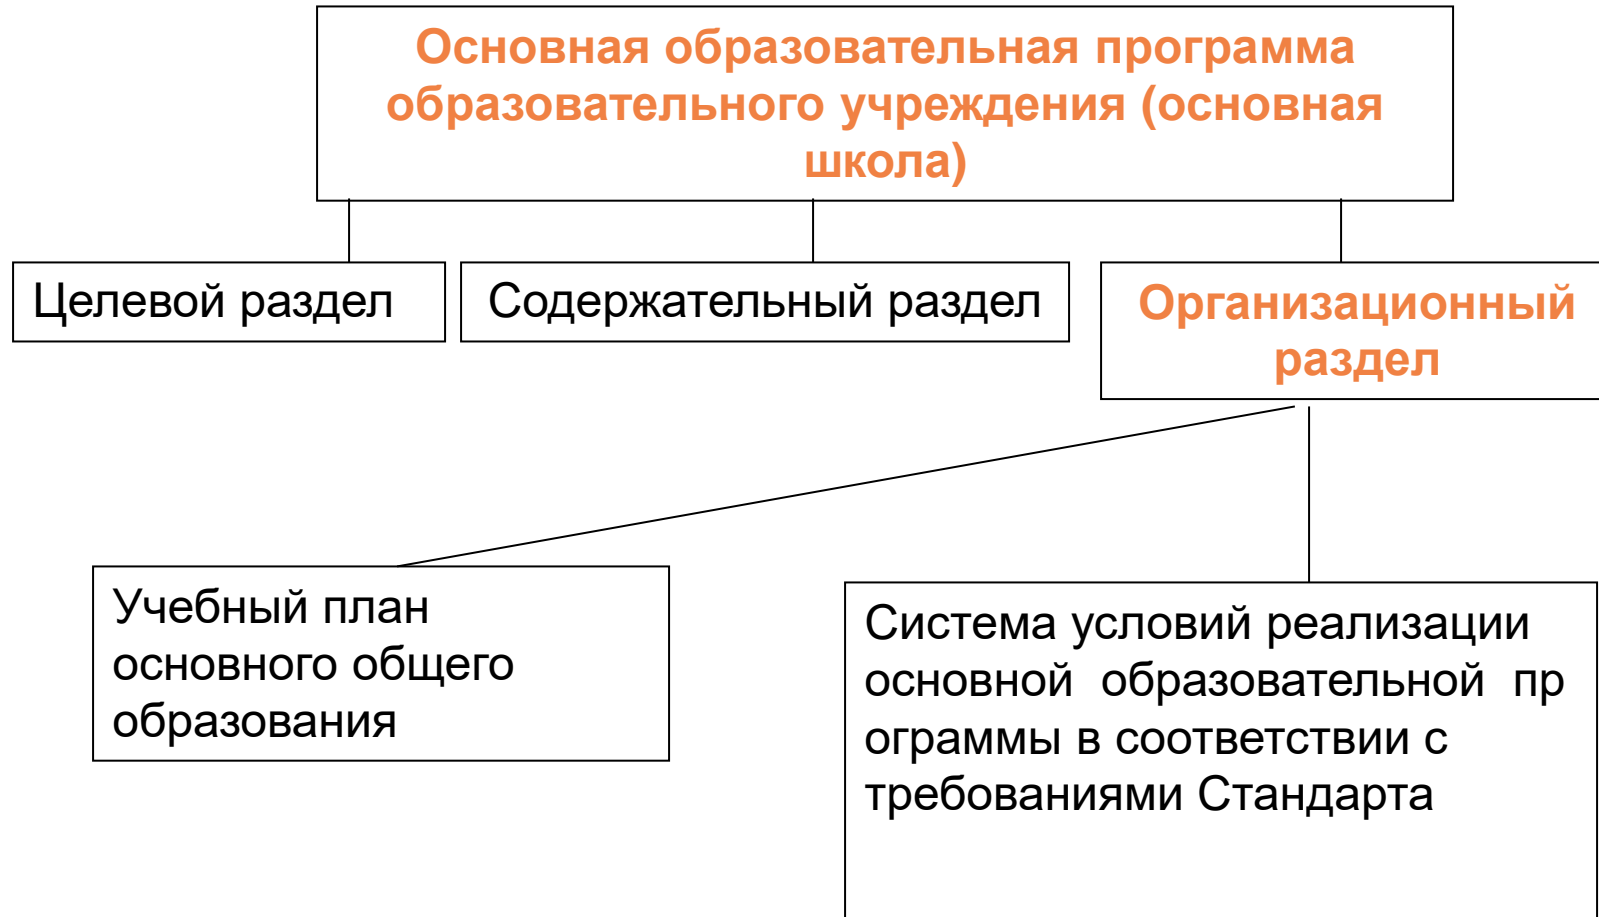 Основная образовательная программа
образовательного учреждения (основная
школа)
Целевой раздел
Содержательный раздел
Организационный
раздел
Учебный план
основного общего
образования
Система условий реализации
основной образовательной пр
ограммы в соответствии с
требованиями Стандарта